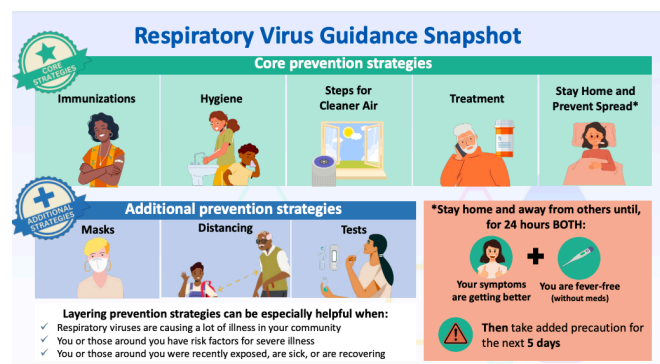 Respiratory Virus Guidance Snapshot
CORE
STRATEGIES
Core prevention strategies
Immunizations
Hygiene
Steps for
Cleaner Air
Treatment
Stay Home and
Prevent Spread*
ADDITIONAL
STRATEGIES
Additional prevention strategies
Masks
Distancing
Tests
Layering prevention strategies can be especially helpful when:
✓ Respiratory viruses are causing a lot of illness in your community
✓ You or those around you have risk factors for severe illness
✓ You or those around you were recently exposed, are sick, or are recovering
*Stay home and away from others until,
for 24 hours BOTH:
Your symptoms
are getting better
+
You are fever-free
(without meds)
Then take added precaution for
the next 5 days